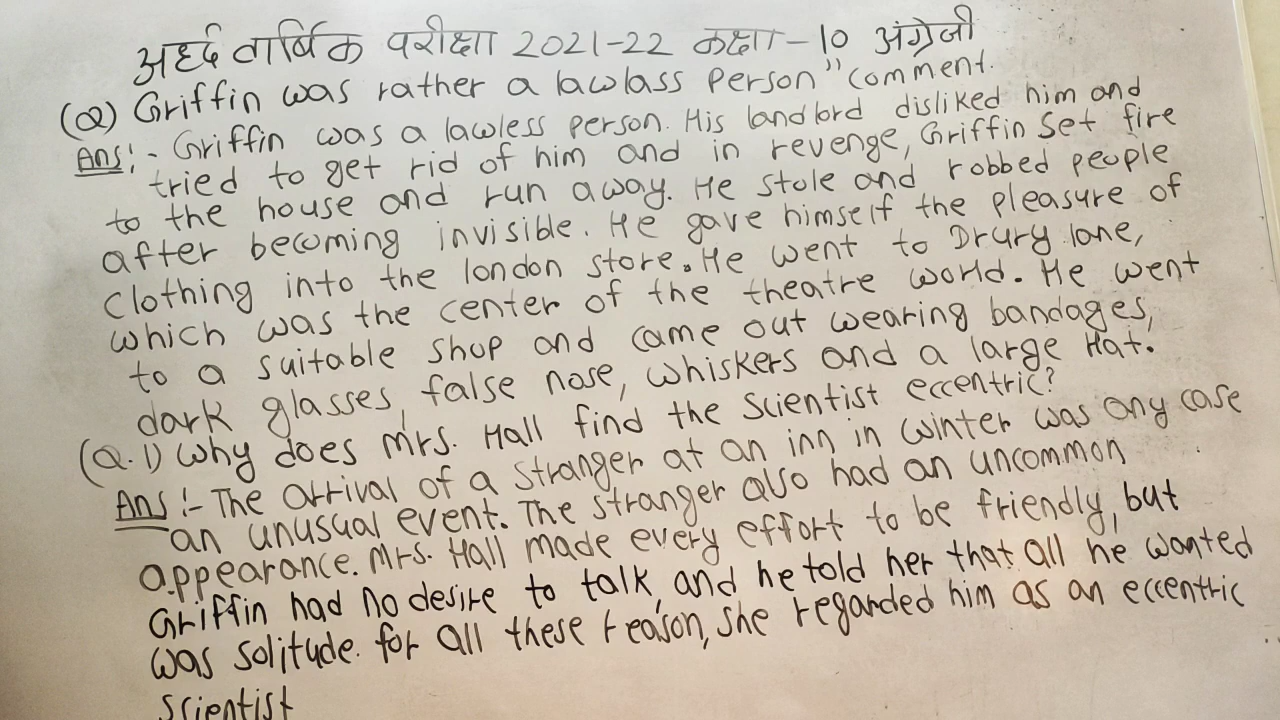 अर्ध्द वार्षिक परीक्षा 2021-22 कक्षा-10 अंग्रेजी
(Q) Griffin was rather a lawlass person" comment.
Ans:- Griffin was a lawless person. His landlord disliked him and
tried to get rid of him and in revenge, Griffin Set fire
to the house and run away. He stole and robbed people
after becoming invisible. He gave himself the pleasure of
clothing into the london store. He went to Drury lane,
which was the center of the theatre world. He went
to a suitable shop and came out wearing bandages,
dark glasses, false nose, whiskers and a large Hat.
(Q.1) Why does Mrs. Hall find the Scientist eccentric?
Ans:- The arrival of a stranger at an inn in winter was any case
an unusual event. The stranger also had an uncommon
appearance. Mrs. Hall made every effort to be friendly, but
Griffin had no desire to talk, and he told her that all he wanted
was solitude. for all these reason, she regarded him as an eccentric
scientist